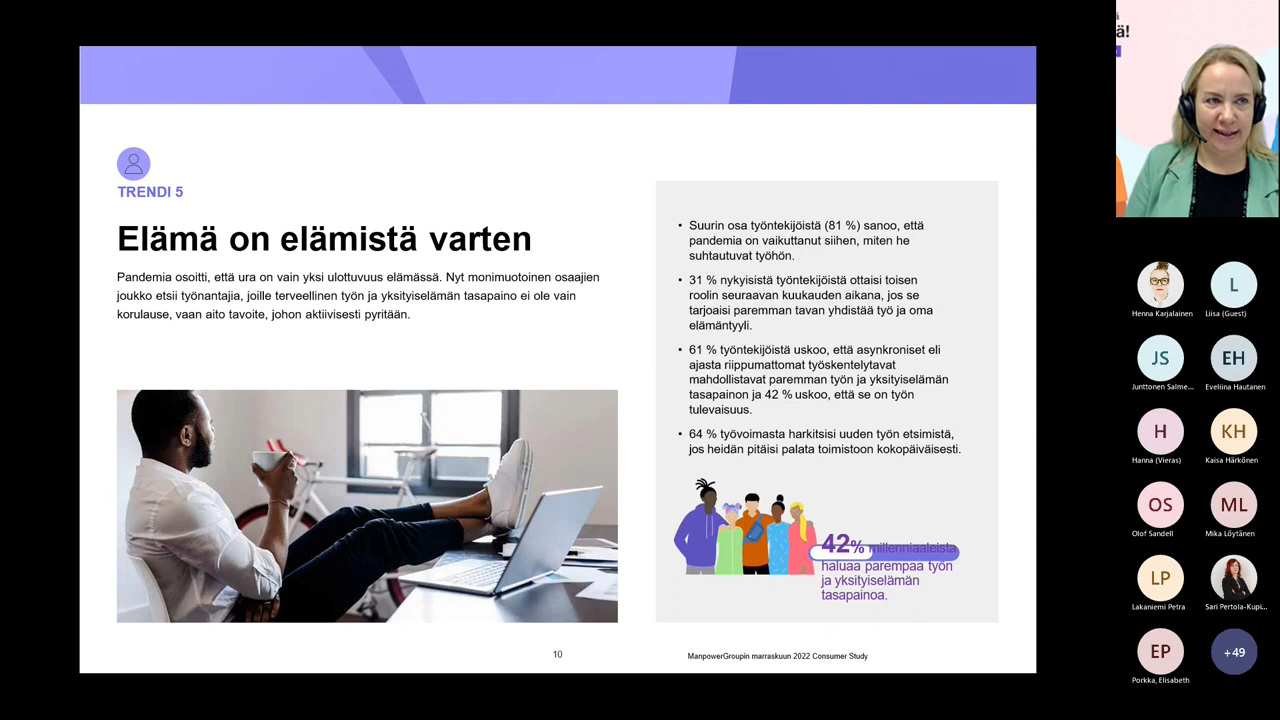 TRENDI 5
Elämä on elämistä varten
Pandemia osoitti, että ura on vain yksi ulottuvuus elämässä. Nyt monimuotoinen osaajien
joukko etsii työnantajia, joille terveellinen työn ja yksityiselämän tasapaino ei ole vain
korulause, vaan aito tavoite, johon aktiivisesti pyritään.
• Suurin osa työntekijöistä (81 %) sanoo, että
pandemia on vaikuttanut siihen, miten he
suhtautuvat työhön.
• 31 % nykyisistä työntekijöistä ottaisi toisen
roolin seuraavan kuukauden aikana, jos se
tarjoaisi paremman tavan yhdistää työ ja oma
elämäntyyli.
• 61 % työntekijöistä uskoo, että asynkroniset eli
ajasta riippumattomat työskentelytavat
mahdollistavat paremman työn ja yksityiselämän
tasapainon ja 42 % uskoo, että se on työn
tulevaisuus.
• 64 % työvoimasta harkitsisi uuden työn etsimistä,
jos heidän pitäisi palata toimistoon kokopäiväisesti.
42% millenniaaleista
haluaa parempaa työn
ja yksityiselämän
tasapainoa.
10
ManpowerGroupin marraskuun 2022 Consumer Study
ä!
Henna Karjalainen
L
Liisa (Guest)
JS
Junttonen Salme...
EH
Eveliina Hautanen
H
Hanna (Vieras)
KH
Kaisa Härkönen
OS
Olof Sandell
ML
Mika Löytänen
LP
Lakaniemi Petra
Sari Pertola-Kupi...
EP
Porkka, Elisabeth
+49